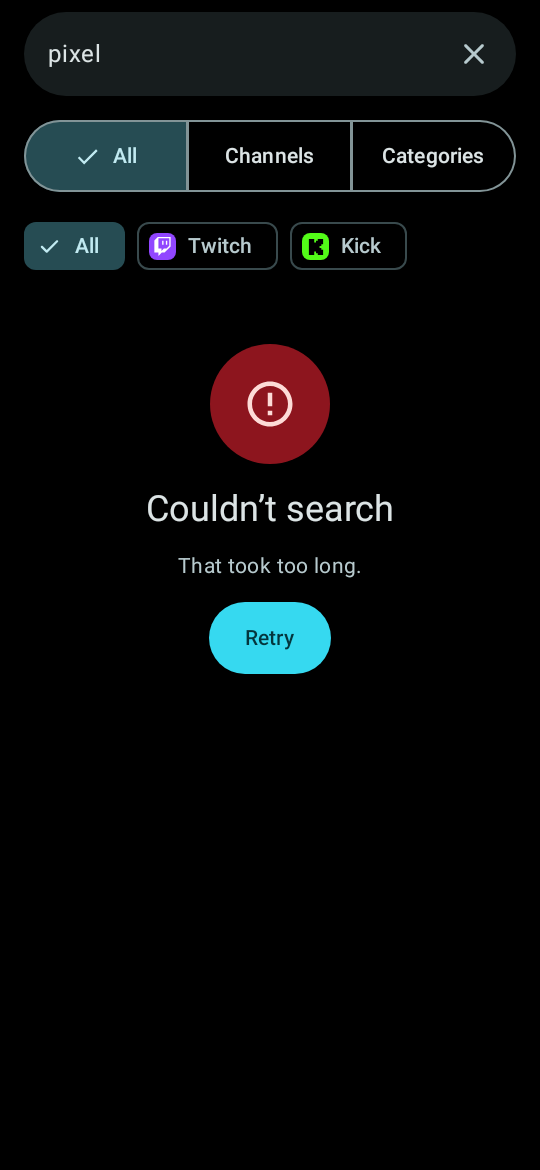 pixel
All
Channels
Categories
All
Twitch
Kick
Couldn’t search
That took too long.
Retry